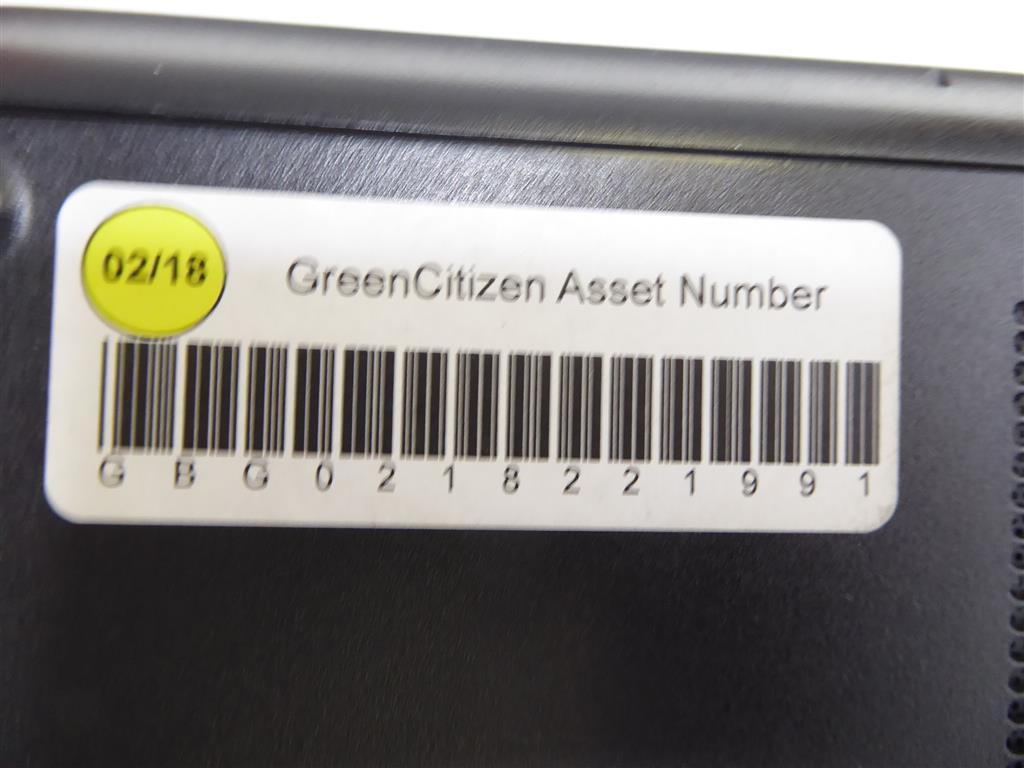 02/18
GreenCitizen Asset Number
G B G 0 2 1 8 2 2 1 9 9 1